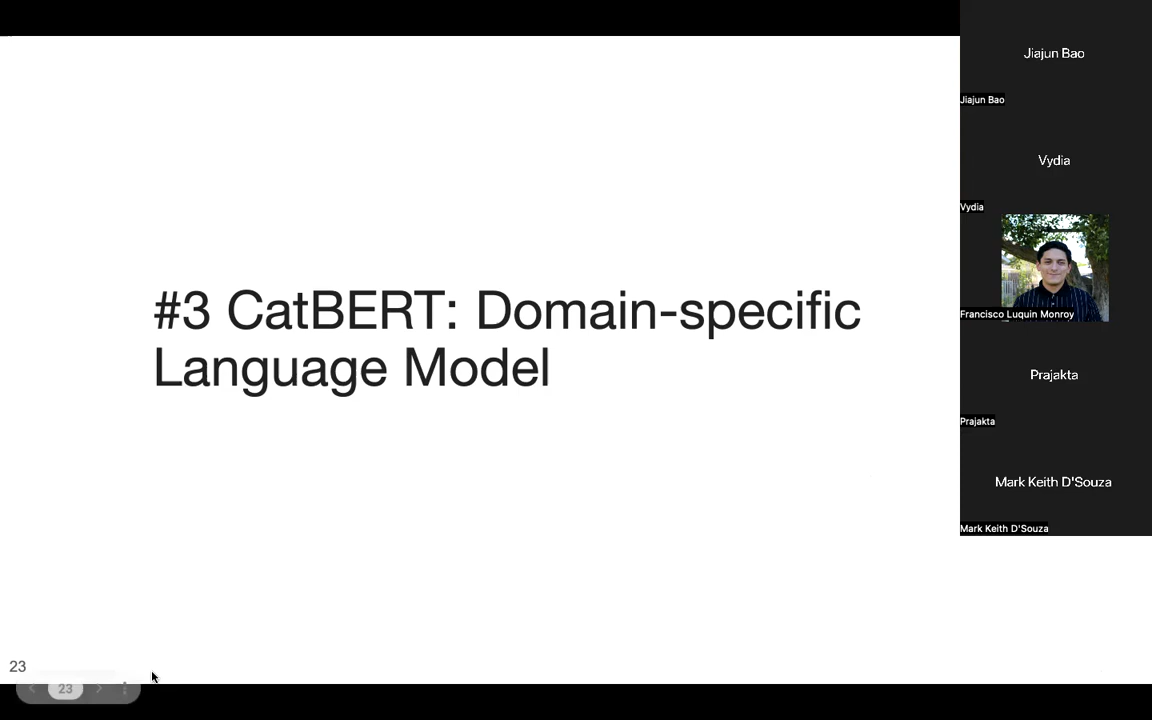 #3 CatBERT: Domain-specific
Language Model
23
23
Jiajun Bao
Jiajun Bao
Vydia
Vydia
Francisco Luquin Monroy
Prajakta
Prajakta
Mark Keith D'Souza
Mark Keith D'Souza